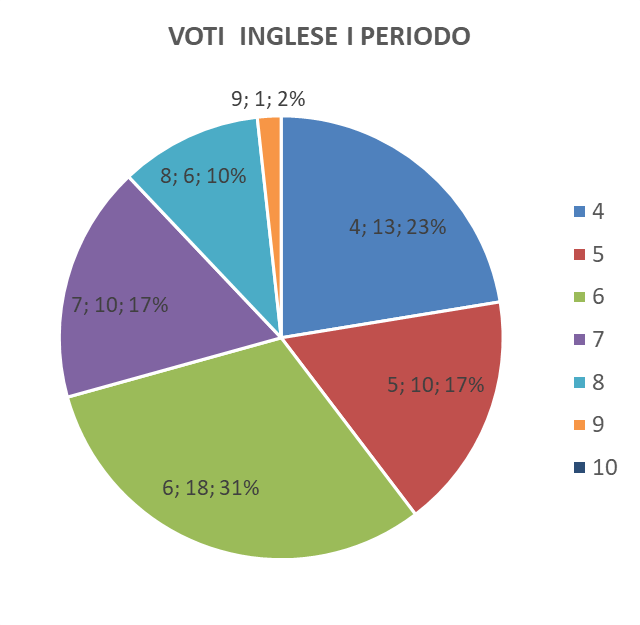 VOTI  INGLESE I PERIODO
9; 1; 2%
8; 6; 10%
4; 13; 23%
7; 10; 17%
5; 10; 17%
6; 18; 31%
4
5
6
7
8
9
10